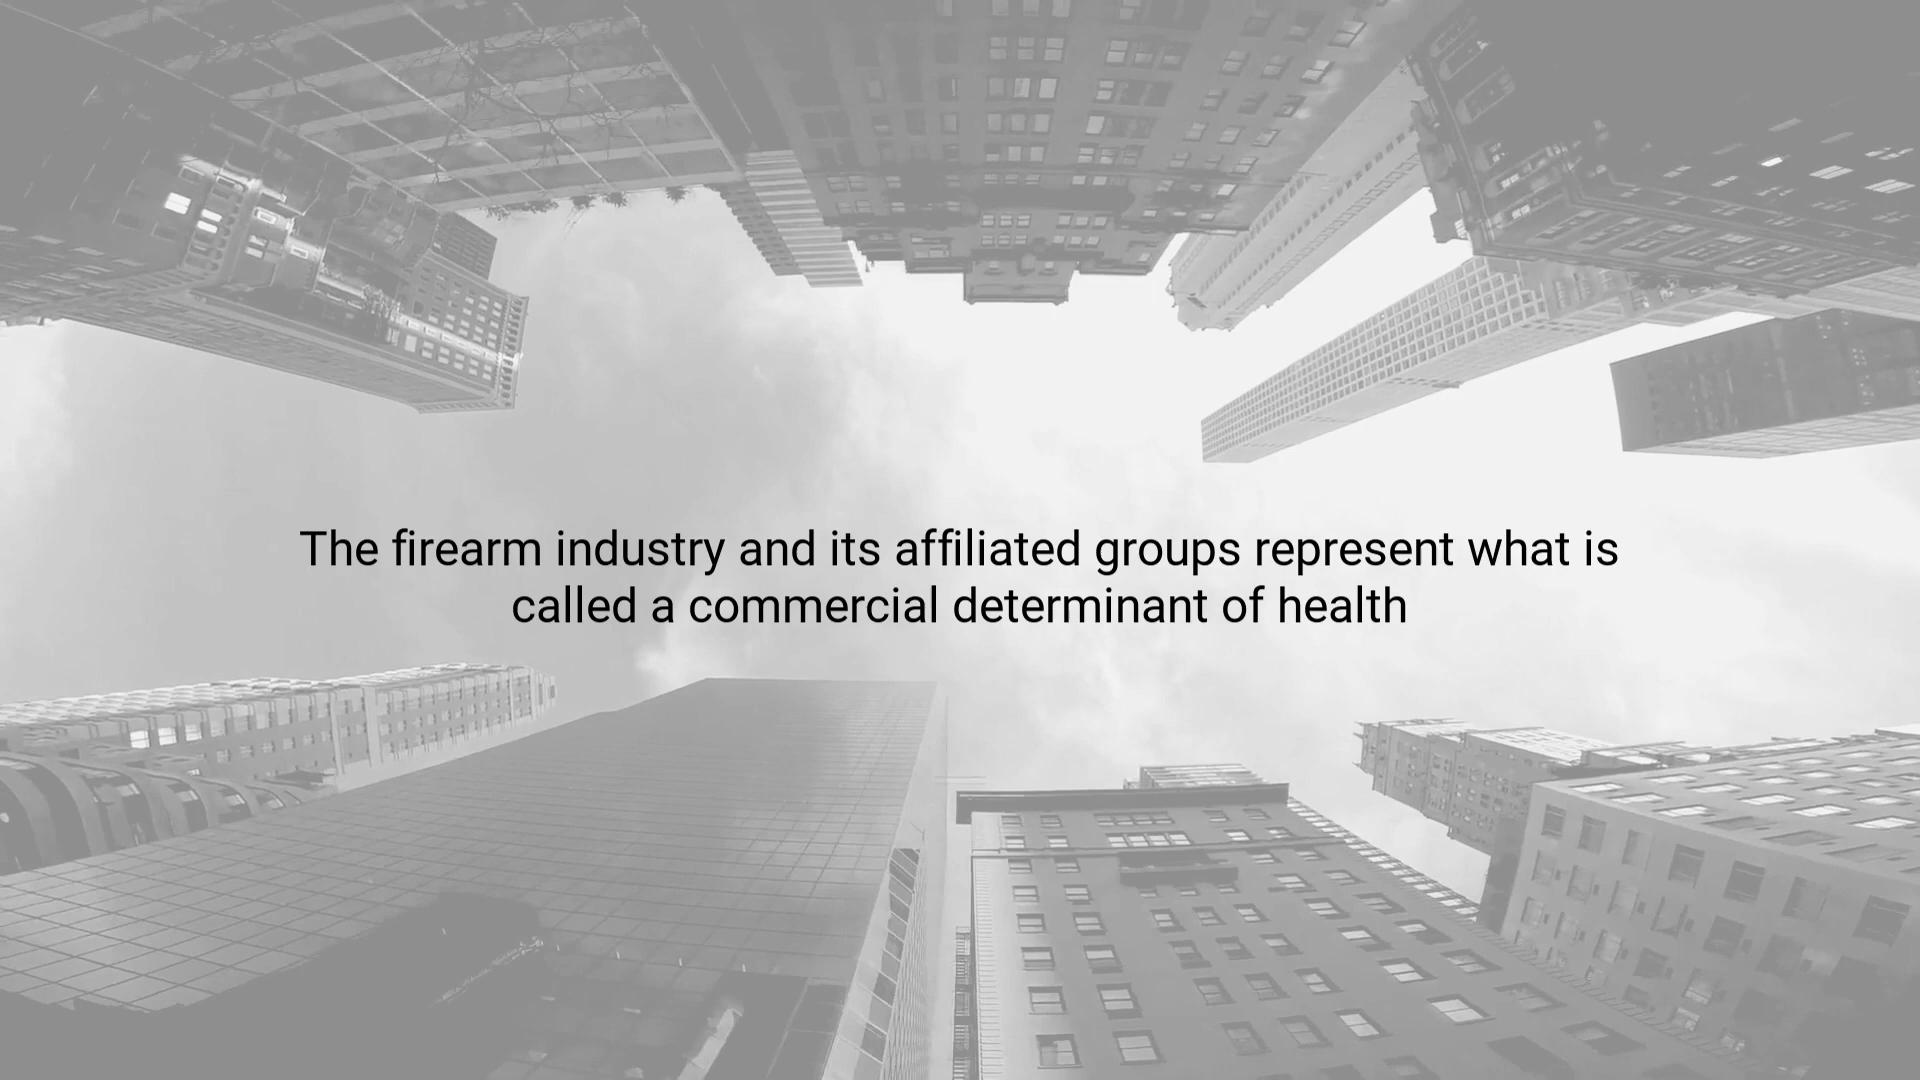 The firearm industry and its affiliated groups represent what is
called a commercial determinant of health